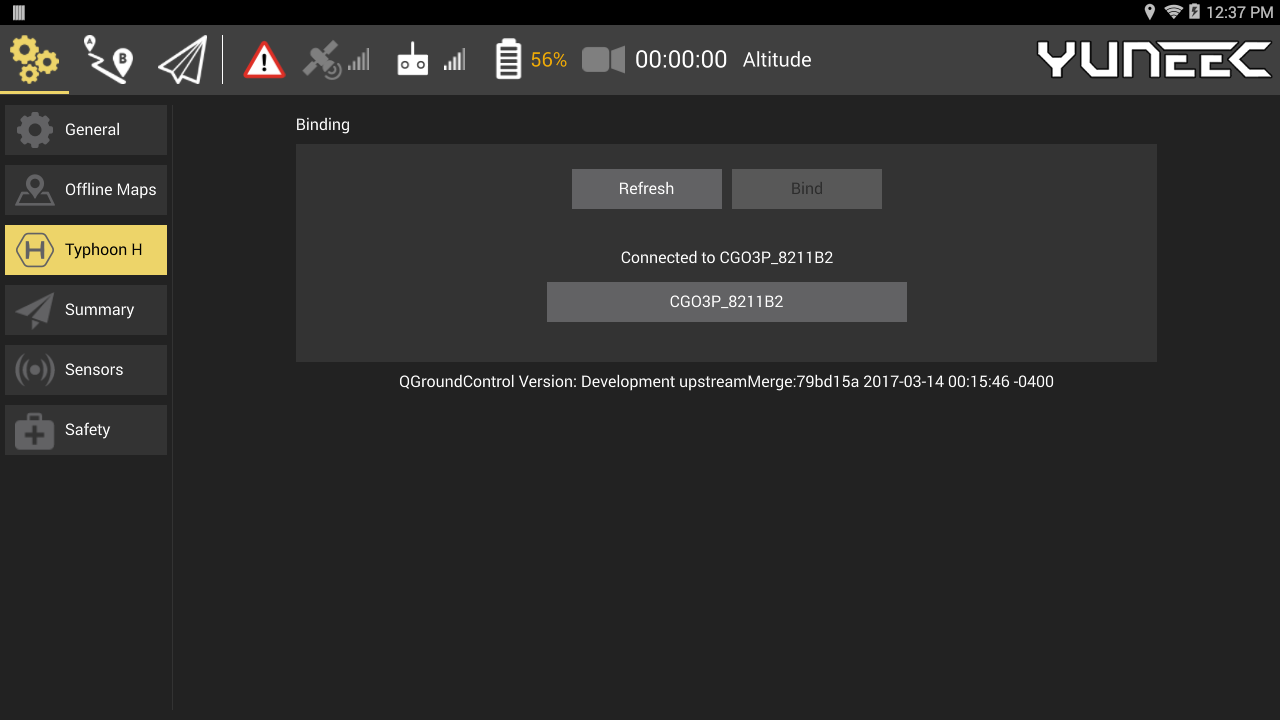 12:37 PM
A
B
56%
00:00:00
Altitude
YUNEEC
General
Offline Maps
H
Typhoon H
Summary
Sensors
Safety
Binding
Refresh
Bind
Connected to CGO3P_8211B2
CGO3P_8211B2
QGroundControl Version: Development upstreamMerge:79bd15a 2017-03-14 00:15:46 -0400